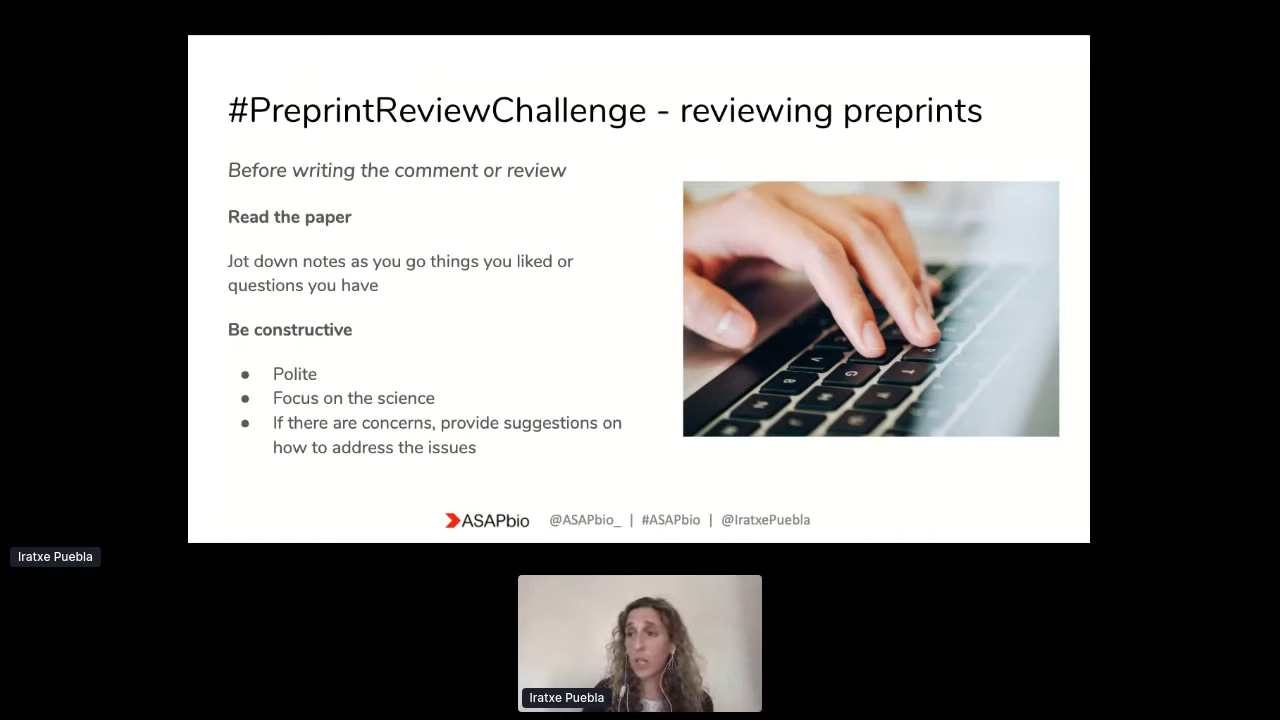 #PreprintReviewChallenge - reviewing preprints
Before writing the comment or review
Read the paper
Jot down notes as you go things you liked or
questions you have
Be constructive
● Polite
● Focus on the science
● If there are concerns, provide suggestions on
how to address the issues
ASAPbio @ASAPbio_ | #ASAPbio | @IratxePuebla
Iratxe Puebla
Iratxe Puebla